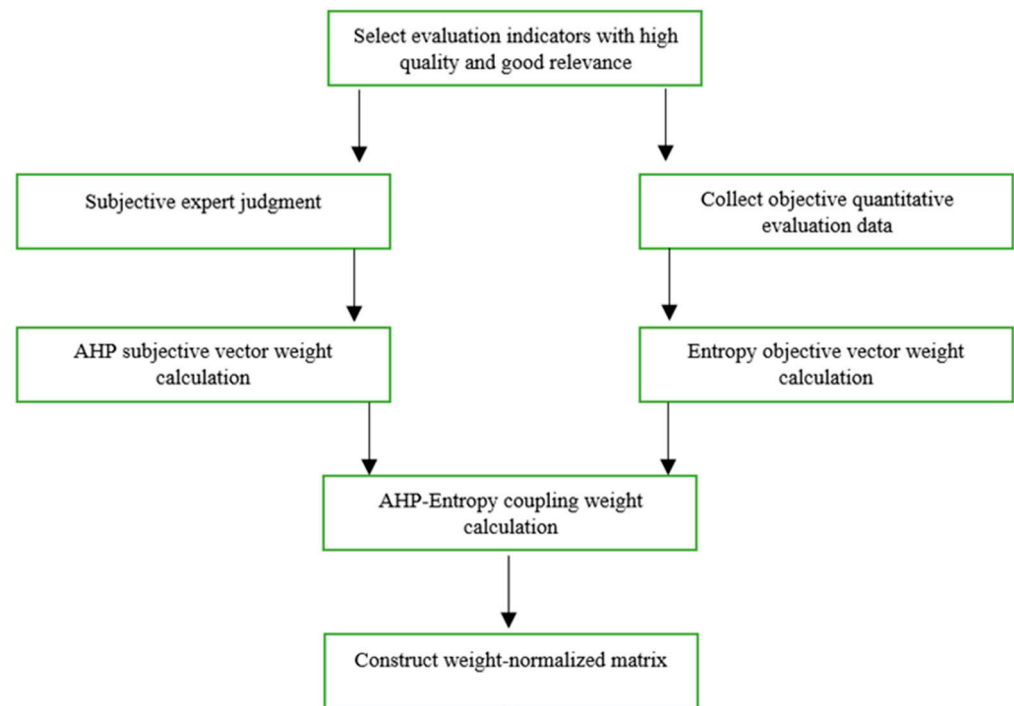 Select evaluation indicators with high
quality and good relevance
Subjective expert judgment
Collect objective quantitative
evaluation data
AHP subjective vector weight
calculation
Entropy objective vector weight
calculation
AHP-Entropy coupling weight
calculation
Construct weight-normalized matrix